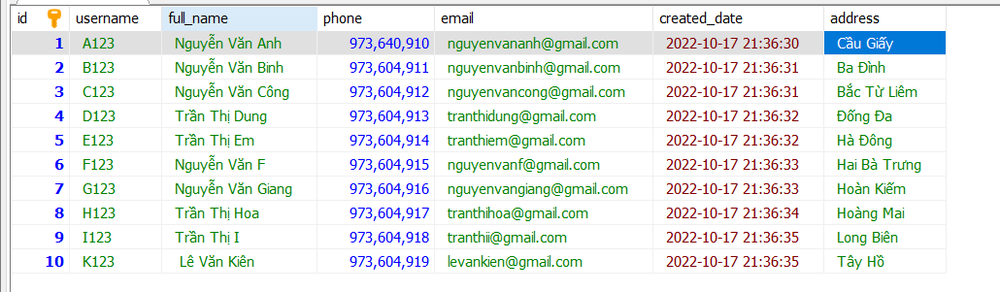 id username full_name phone email created_date address
1 A123 Nguyễn Văn Anh 973,640,910 nguyenvananh@gmail.com 2022-10-17 21:36:30 Cầu Giấy
2 B123 Nguyễn Văn Binh 973,604,911 nguyenvanbinh@gmail.com 2022-10-17 21:36:31 Ba Đình
3 C123 Nguyễn Văn Công 973,604,912 nguyenvancong@gmail.com 2022-10-17 21:36:31 Bắc Từ Liêm
4 D123 Trần Thị Dung 973,604,913 tranthidung@gmail.com 2022-10-17 21:36:32 Đống Đa
5 E123 Trần Thị Em 973,604,914 tranthiem@gmail.com 2022-10-17 21:36:32 Hà Đông
6 F123 Nguyễn Văn F 973,604,915 nguyenvanf@gmail.com 2022-10-17 21:36:33 Hai Bà Trưng
7 G123 Nguyễn Văn Giang 973,604,916 nguyenvangiang@gmail.com 2022-10-17 21:36:33 Hoàn Kiếm
8 H123 Trần Thị Hoa 973,604,917 tranthihoa@gmail.com 2022-10-17 21:36:34 Hoàng Mai
9 I123 Trần Thị I 973,604,918 tranthii@gmail.com 2022-10-17 21:36:35 Long Biên
10 K123 Lê Văn Kiên 973,604,919 levankien@gmail.com 2022-10-17 21:36:35 Tây Hồ